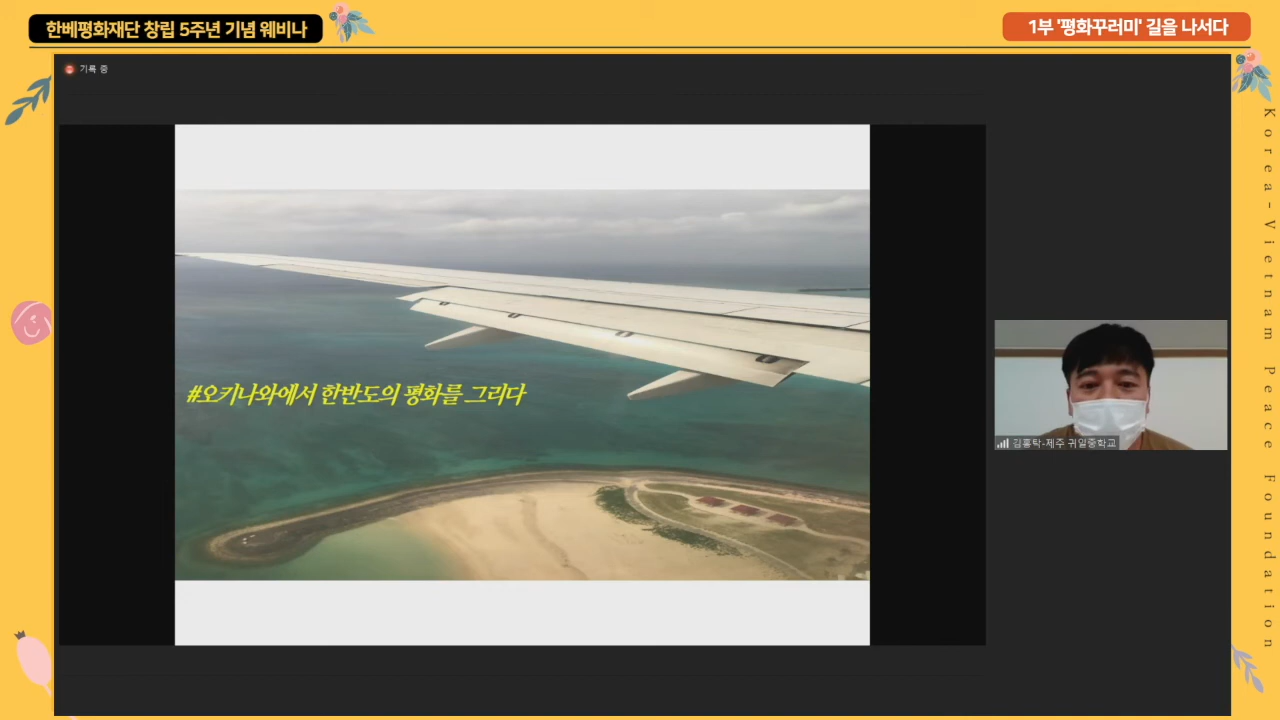 한베평화재단 창립 5주년 기념 웨비나
1부 '평화꾸러미' 길을 나서다
기록 중
#오키나와에서 한반도의 평화를 그리다
김홍탁-제주 귀일중학교
Korea-Vietnam Peace Foundation